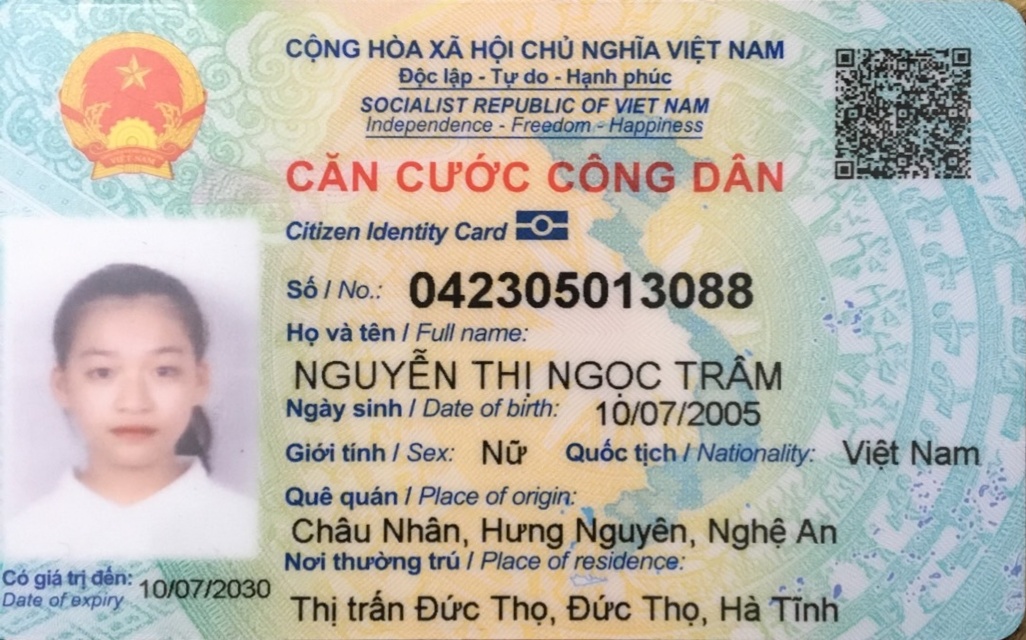 CỘNG HÒA XÃ HỘI CHỦ NGHĨA VIỆT NAM
Độc lập - Tự do - Hạnh phúc
SOCIALIST REPUBLIC OF VIET NAM
Independence - Freedom - Happiness
CĂN CƯỚC CÔNG DÂN
Citizen Identity Card
Số / No.: 042305013088
Họ và tên / Full name:
NGUYỄN THỊ NGỌC TRÂM
Ngày sinh / Date of birth: 10/07/2005
Giới tính / Sex: Nữ Quốc tịch / Nationality: Việt Nam
Quê quán / Place of origin:
Châu Nhân, Hưng Nguyên, Nghệ An
Nơi thường trú / Place of residence:
Thị trấn Đức Thọ, Đức Thọ, Hà Tĩnh
Có giá trị đến: 10/07/2030
Date of expiry
VIỆT NAM